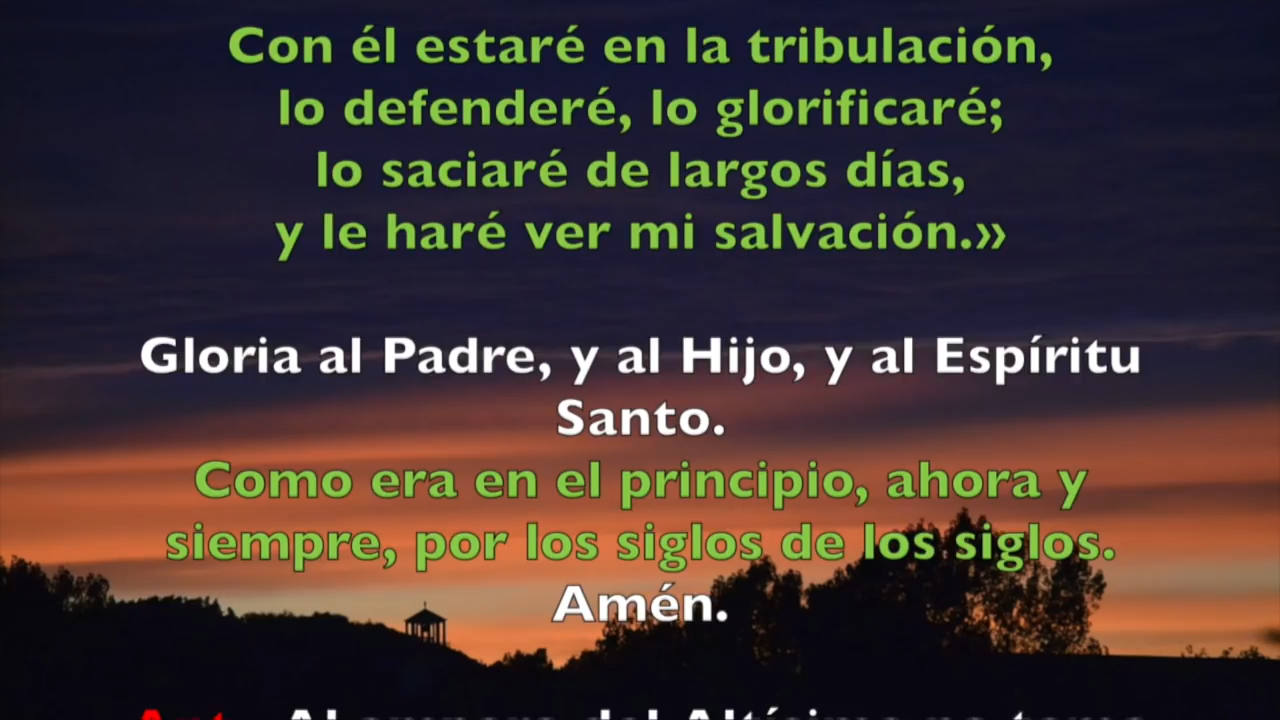 Con él estaré en la tribulación,
lo defenderé, lo glorificaré;
lo saciaré de largos días,
y le haré ver mi salvación.»
Gloria al Padre, y al Hijo, y al Espíritu
Santo.
Como era en el principio, ahora y
siempre, por los siglos de los siglos.
Amén.